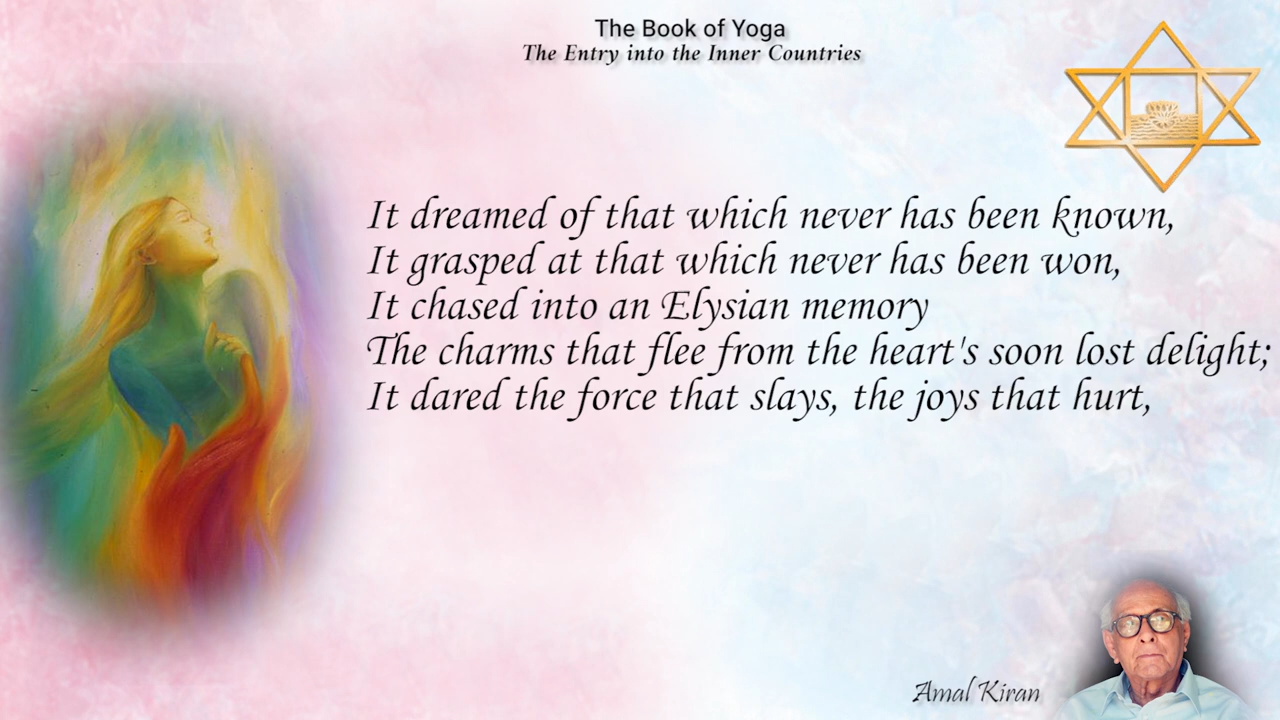 The Book of Yoga
The Entry into the Inner Countries
It dreamed of that which never has been known,
It grasped at that which never has been won,
It chased into an Elysian memory
The charms that flee from the heart's soon lost delight;
It dared the force that slays, the joys that hurt,
Amal Kiran